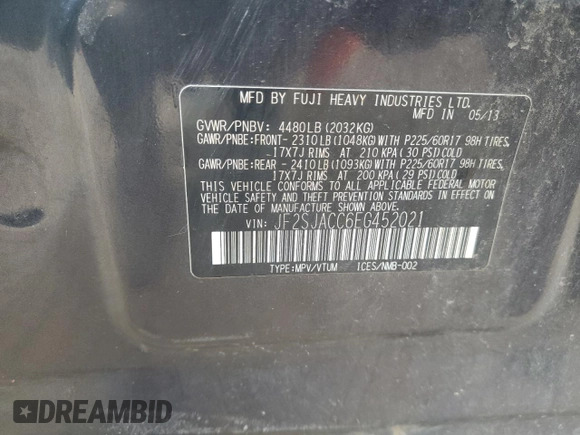 MFD BY FUJI HEAVY INDUSTRIES LTD.
MFD IN 05/13
GVWR/PNBV: 4480LB(2032KG)
GAWR/PNBE:FRONT-2310LB(1048KG)WITH P225/60R17 98H TIRES,
-17X7J RIMS AT 210 KPA(30 PSI)COLD
GAWR/PNBE:REAR -2410LB(1093KG)WITH P225/60R17 98H TIRES,
-17X7J RIMS AT 200 KPA(29 PSI)COLD
THIS VEHICLE CONFORMS TO ALL APPLICABLE FEDERAL MOTOR
VEHICLE SAFETY AND THEFT PREVENTION STANDARDS IN EFFECT ON
THE DATE OF MANUFACTURE SHOWN ABOVE.
VIN: JF2SJACC6EG452021
TYPE:MPV/VTUM ICES/NMB-002
DREAMBID